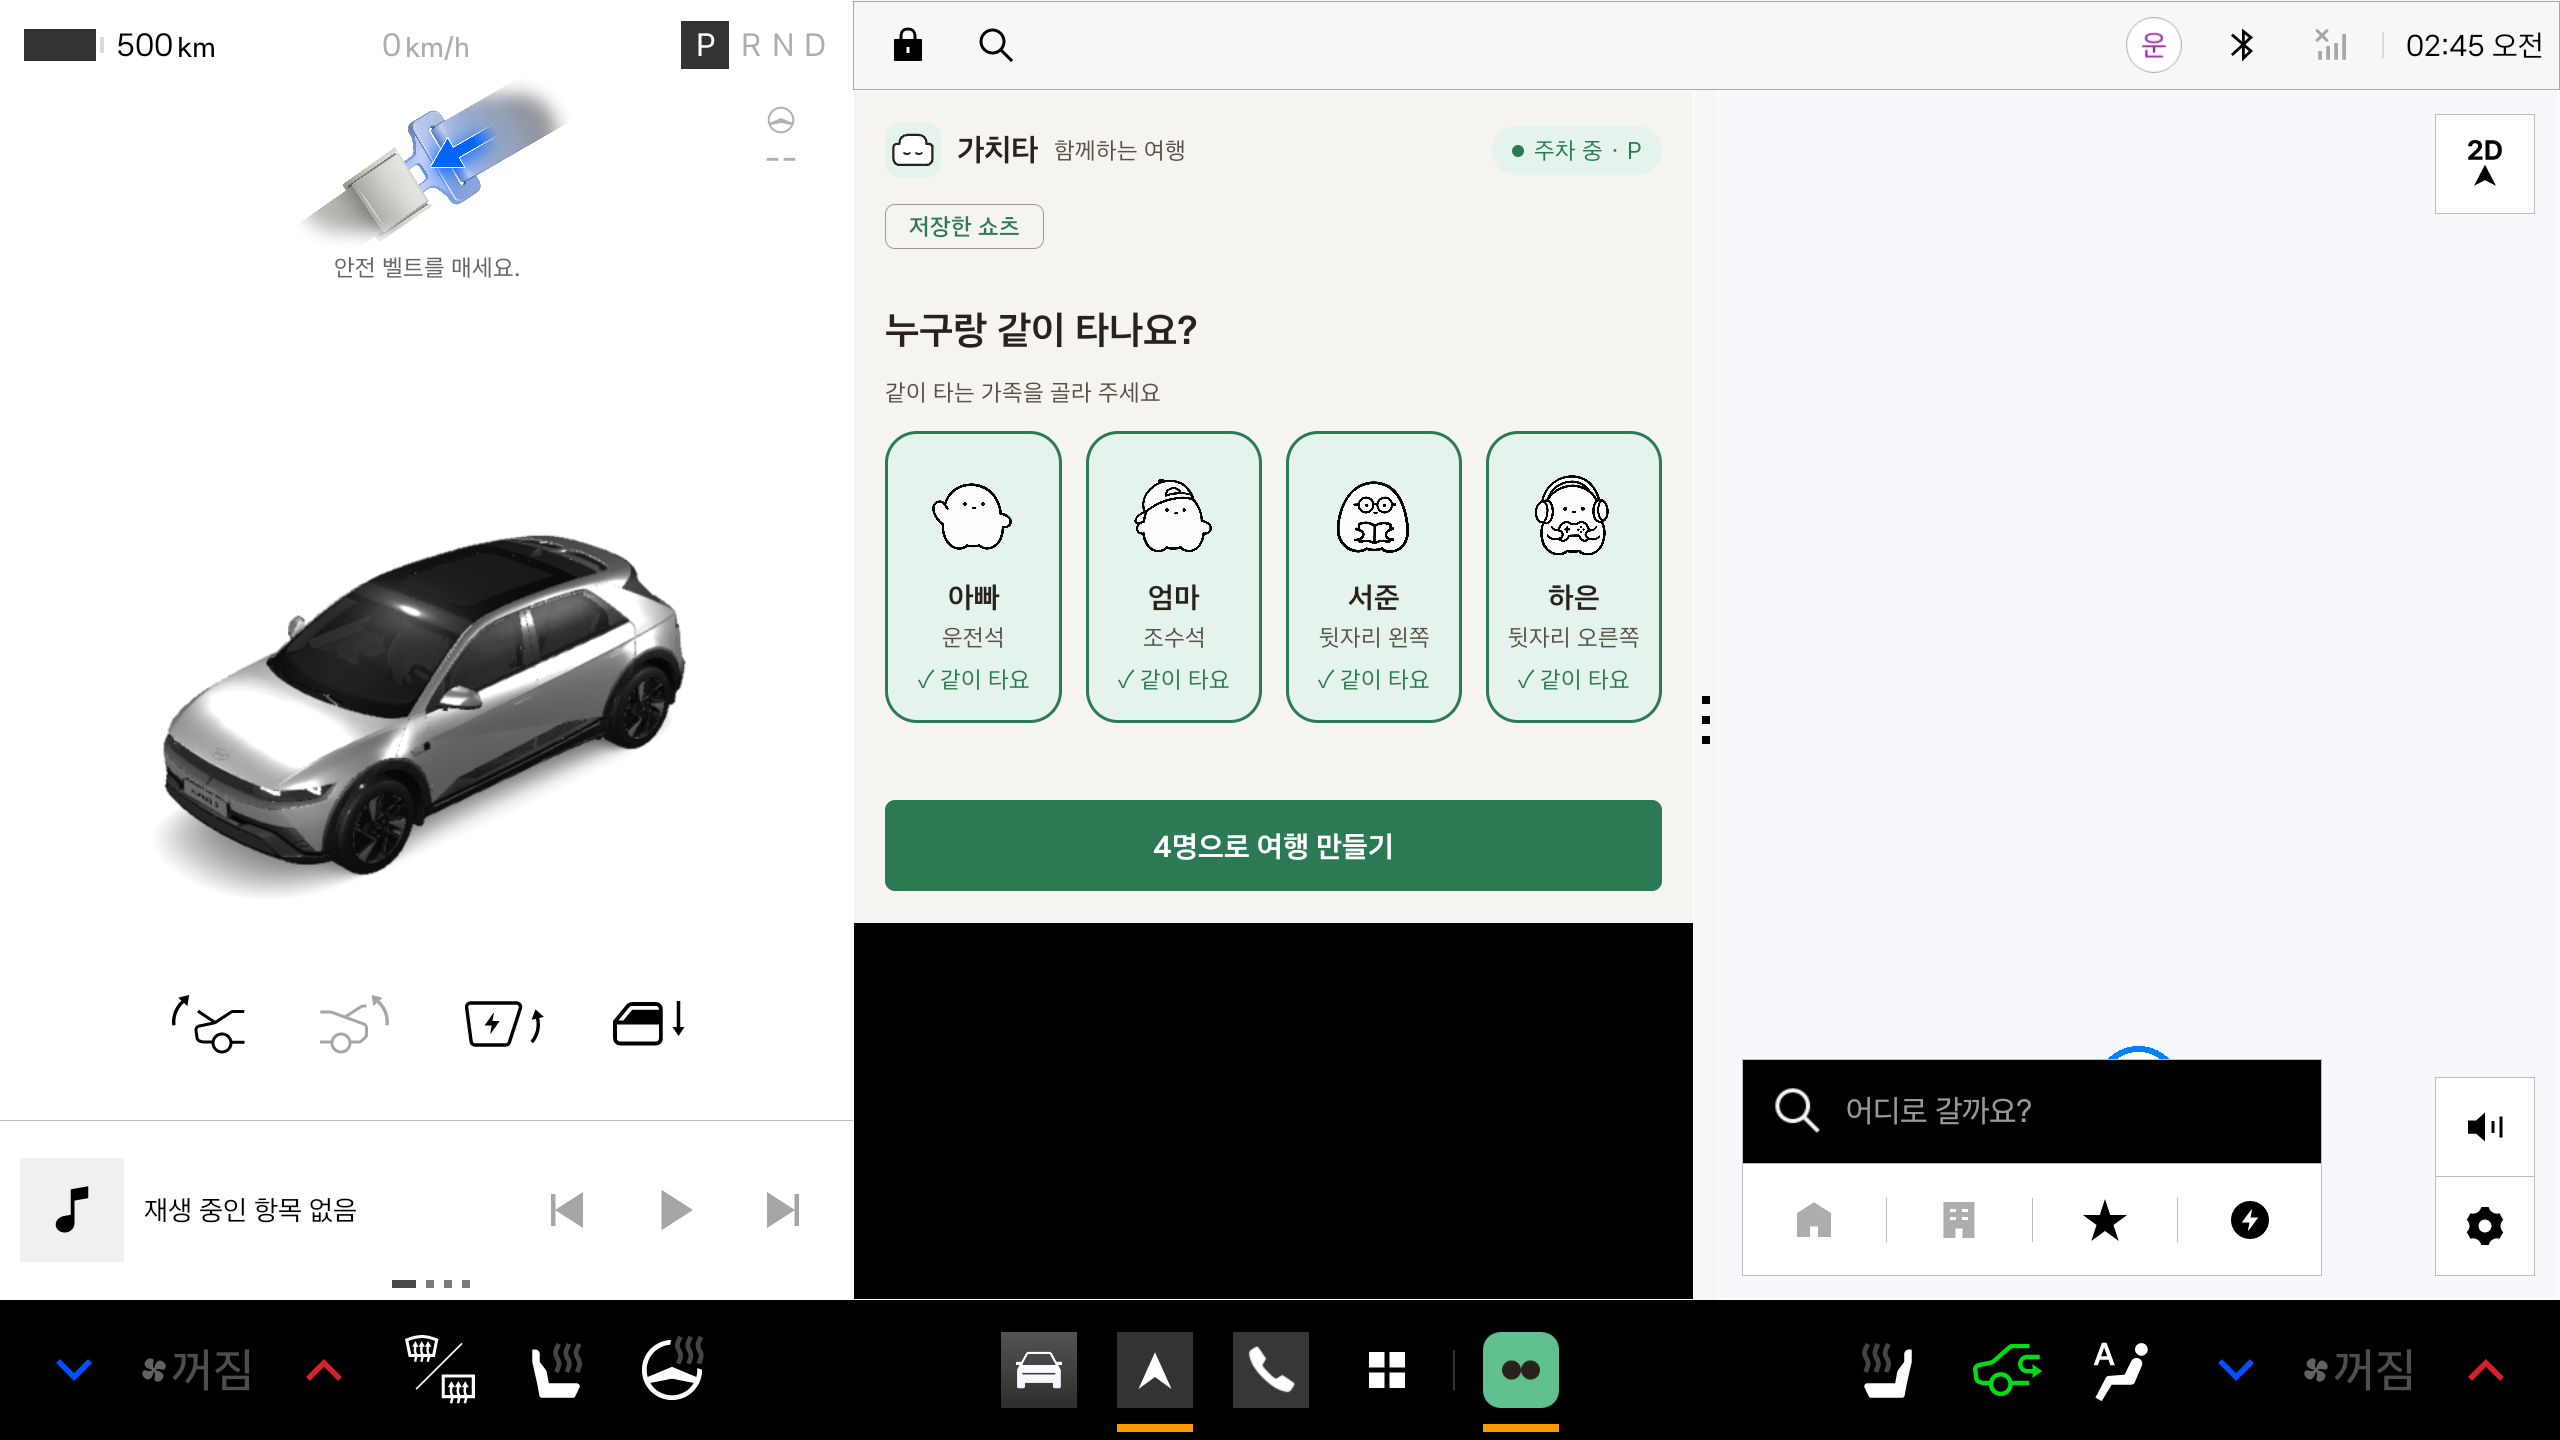 500 km
0 km/h
P R N D
안전 벨트를 매세요.
재생 중인 항목 없음
운
02:45 오전
가치타 함께하는 여행
주차 중 · P
저장한 쇼츠
누구랑 같이 타나요?
같이 타는 가족을 골라 주세요
아빠
운전석
✓ 같이 타요
엄마
조수석
✓ 같이 타요
서준
뒷자리 왼쪽
✓ 같이 타요
하은
뒷자리 오른쪽
✓ 같이 타요
4명으로 여행 만들기
2D
어디로 갈까요?
꺼짐
A
꺼짐